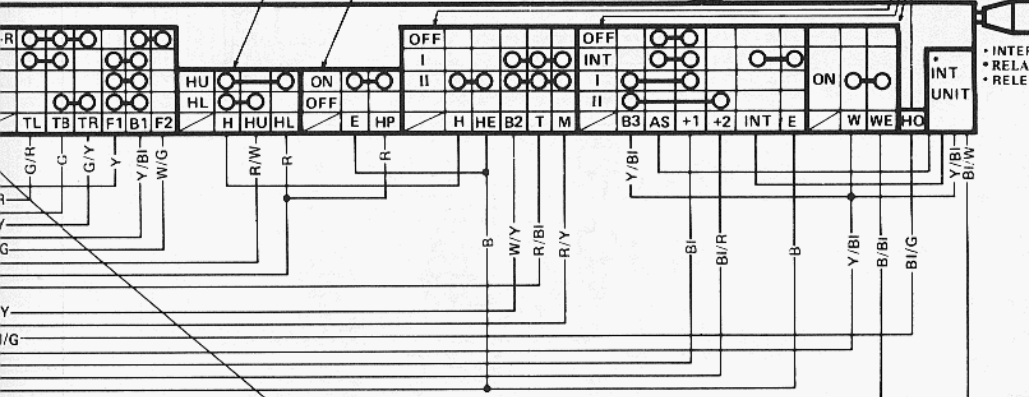 -R
OFF
OFF
I
INT
HU
ON
II
I
ON
HL
OFF
II
TL TB TR F1 B1 F2
H HU HL
E HP
H HE B2 T M
B3 AS +1 +2 INT E
W WE HO
INT
UNIT
• INTER
• RELA
• RELE
G/R
G
G/Y
Y
Y/Bl
W/G
R/W
R
R
Y/Bl
Y/Bl
Bl/W
B
W/Y
R/Bl
R/Y
Bl
Bl/R
B
Y/Bl
B/Bl
Bl/G
R
Y
G
Y
I/G